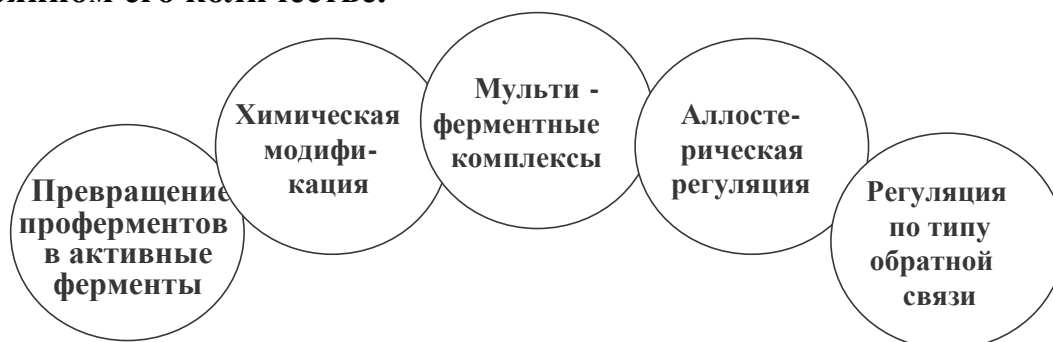 его количестве.
Химическая
модифи-
кация
Мульти -
ферментные
комплексы
Аллосте-
рическая
регуляция
Превращение
проферментов
в активные
ферменты
Регуляция
по типу
обратной
связи